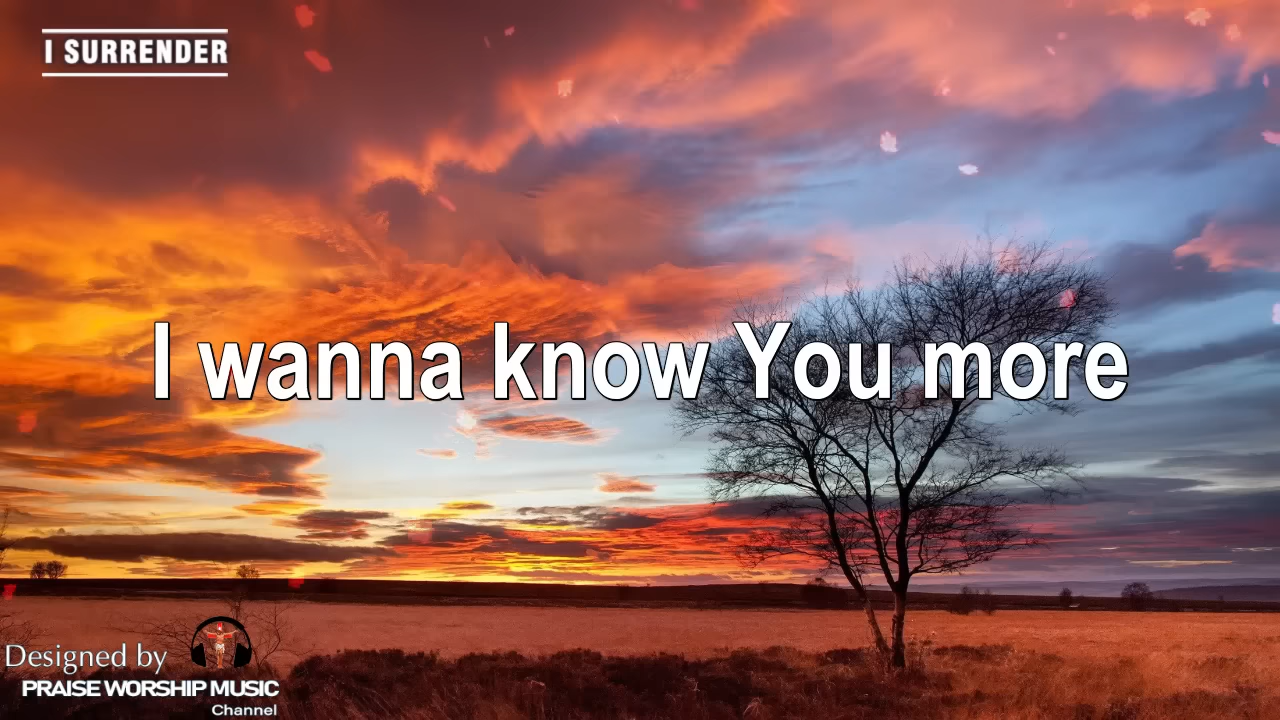 I SURRENDER
I wanna know You more
Designed by
PRAISE WORSHIP MUSIC
Channel